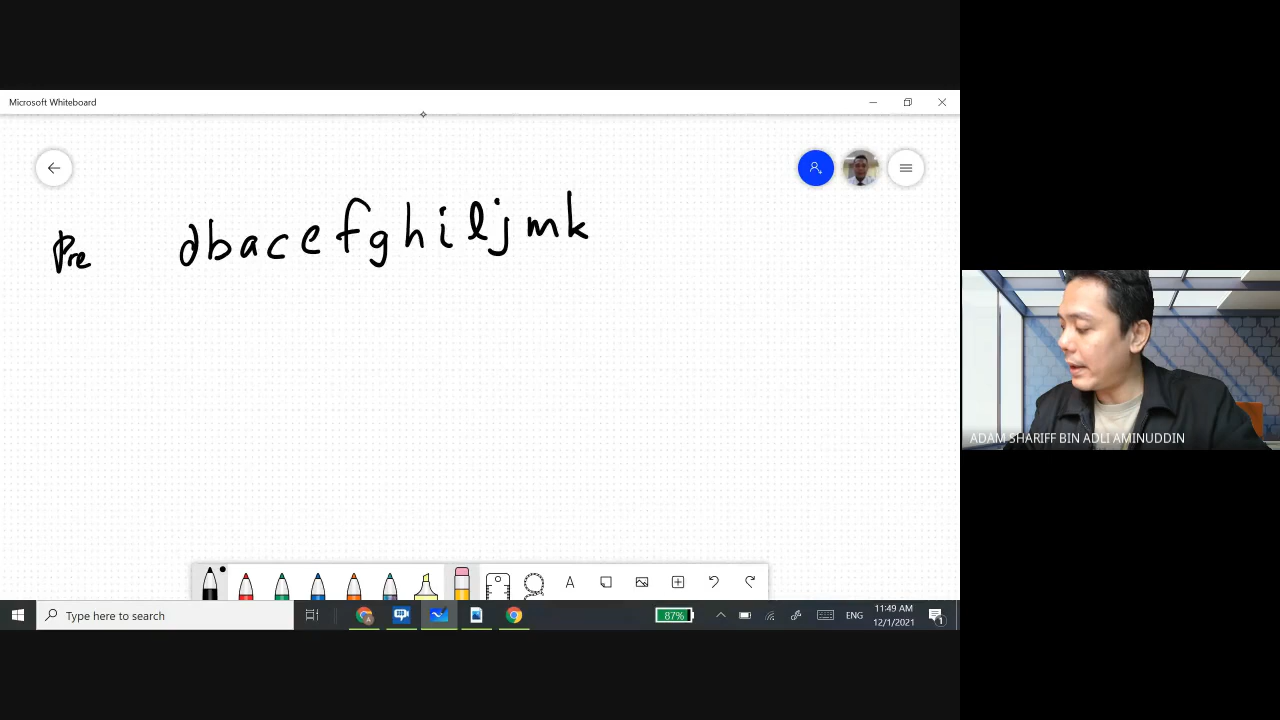 Microsoft Whiteboard
Pre dbacefghiljmk
ADAM SHARIFF BIN ADLI AMINUDDIN
A
Type here to search
87%
ENG
11:49 AM
12/1/2021
1